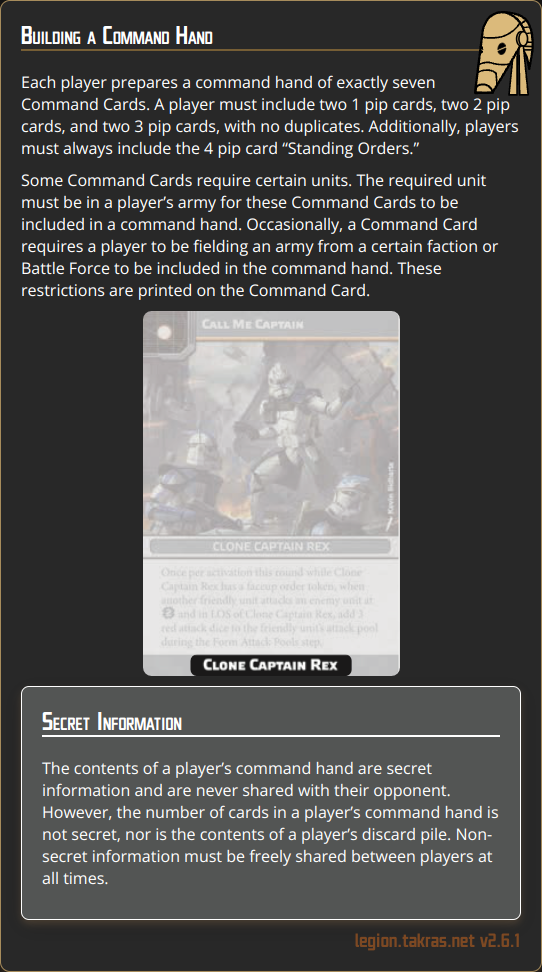 Building a Command Hand
Each player prepares a command hand of exactly seven
Command Cards. A player must include two 1 pip cards, two 2 pip
cards, and two 3 pip cards, with no duplicates. Additionally, players
must always include the 4 pip card “Standing Orders.”
Some Command Cards require certain units. The required unit
must be in a player’s army for these Command Cards to be
included in a command hand. Occasionally, a Command Card
requires a player to be fielding an army from a certain faction or
Battle Force to be included in the command hand. These
restrictions are printed on the Command Card.
Call Me Captain
Kevin
CLONE CAPTAIN REX
Once per activation this round while Clone
Captain Rex has a faceup order token, when
another friendly unit attacks an enemy unit at
and in LOS of Clone Captain Rex, add 3
red attack dice to the friendly unit's attack pool
during the Form Attack Pools step.
Clone Captain Rex
Secret Information
The contents of a player’s command hand are secret
information and are never shared with their opponent.
However, the number of cards in a player’s command hand is
not secret, nor is the contents of a player’s discard pile. Non-
secret information must be freely shared between players at
all times.
legion.takras.net v2.6.1